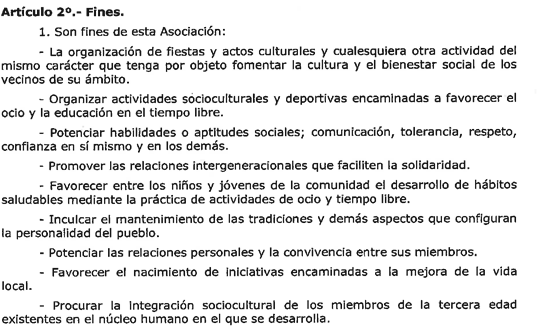 Artículo 2º.- Fines.
1. Son fines de esta Asociación:
- La organización de fiestas y actos culturales y cualesquiera otra actividad del
mismo carácter que tenga por objeto fomentar la cultura y el bienestar social de los
vecinos de su ámbito.
- Organizar actividades socioculturales y deportivas encaminadas a favorecer el
ocio y la educación en el tiempo libre.
- Potenciar habilidades o aptitudes sociales; comunicación, tolerancia, respeto,
confianza en sí mismo y en los demás.
- Promover las relaciones intergeneracionales que faciliten la solidaridad.
- Favorecer entre los niños y jóvenes de la comunidad el desarrollo de hábitos
saludables mediante la práctica de actividades de ocio y tiempo libre.
- Inculcar el mantenimiento de las tradiciones y demás aspectos que configuran
la personalidad del pueblo.
- Potenciar las relaciones personales y la convivencia entre sus miembros.
- Favorecer el nacimiento de iniciativas encaminadas a la mejora de la vida
local.
- Procurar la integración sociocultural de los miembros de la tercera edad
existentes en el núcleo humano en el que se desarrolla.